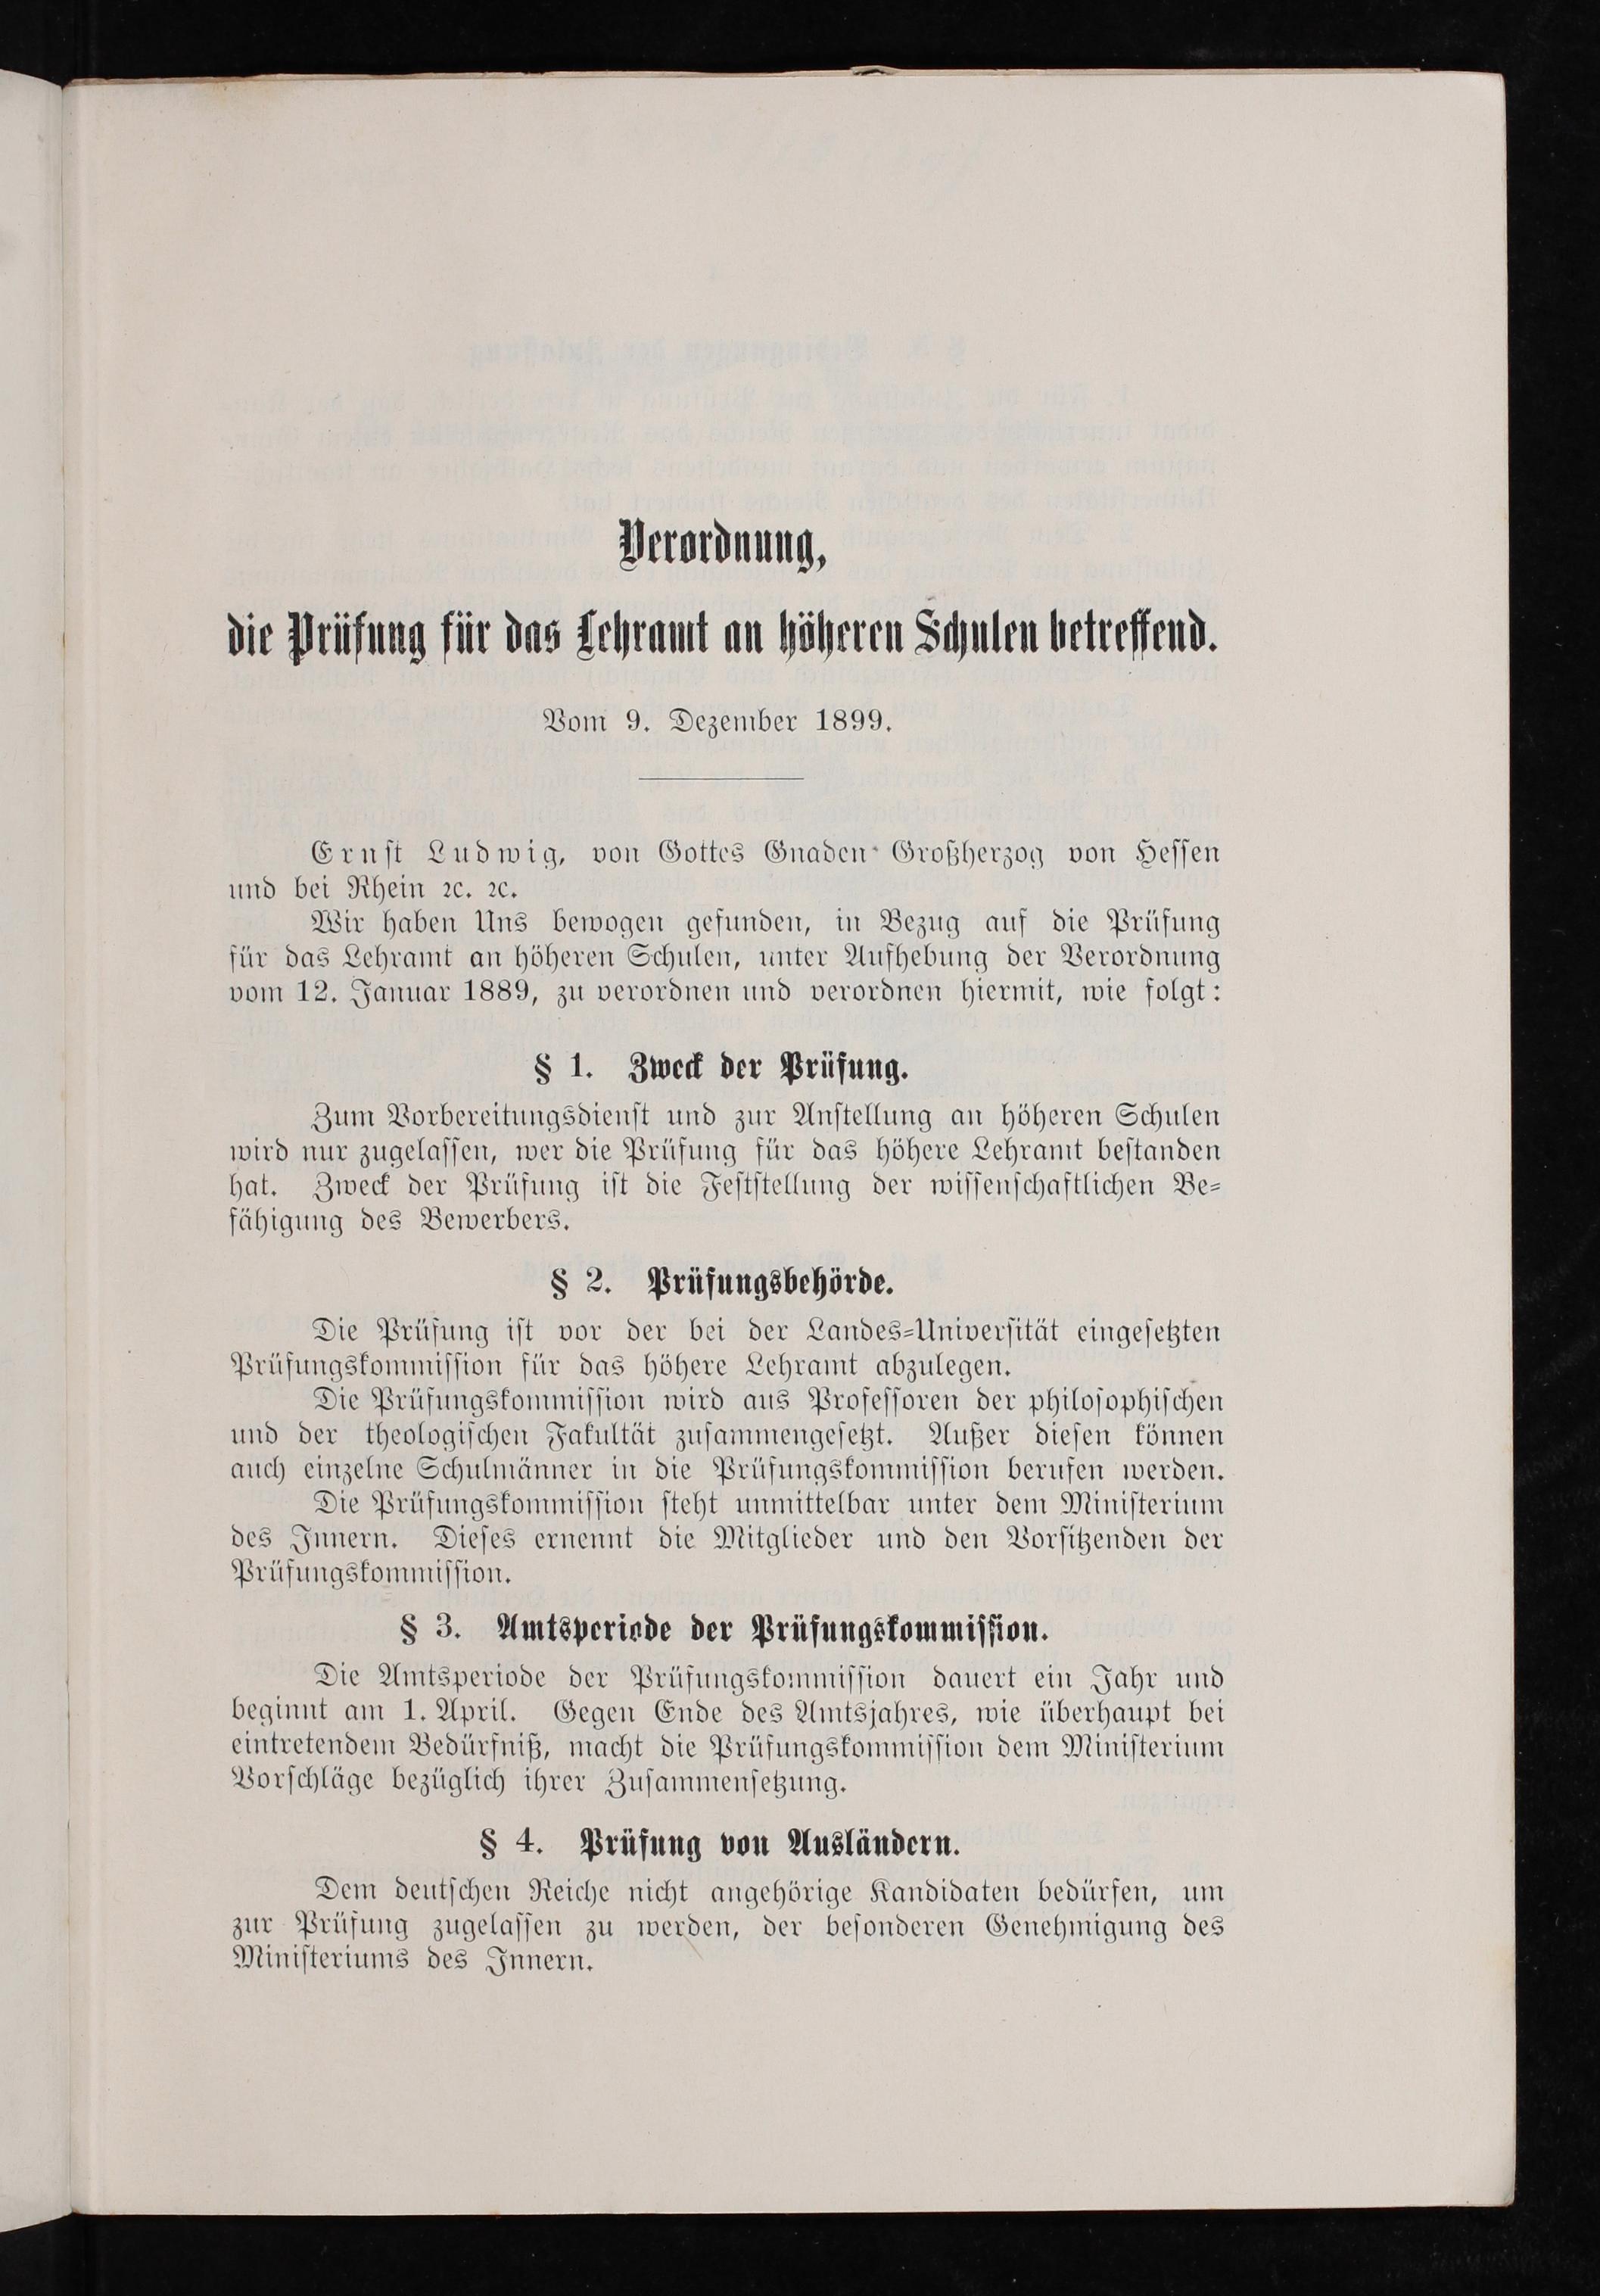 Verordnung,
die Prüfung für das Lehramt an höheren Schulen betreffend.
Vom 9. Dezember 1899.
Ernst Ludwig, von Gottes Gnaden Großherzog von Hessen
und bei Rhein ꝛc. ꝛc.
Wir haben Uns bewogen gefunden, in Bezug auf die Prüfung
für das Lehramt an höheren Schulen, unter Aufhebung der Verordnung
vom 12. Januar 1889, zu verordnen und verordnen hiermit, wie folgt:
§ 1. Zweck der Prüfung.
Zum Vorbereitungsdienst und zur Anstellung an höheren Schulen
wird nur zugelassen, wer die Prüfung für das höhere Lehramt bestanden
hat. Zweck der Prüfung ist die Feststellung der wissenschaftlichen Be-
fähigung des Bewerbers.
§ 2. Prüfungsbehörde.
Die Prüfung ist vor der bei der Landes-Universität eingesetzten
Prüfungskommission für das höhere Lehramt abzulegen.
Die Prüfungskommission wird aus Professoren der philosophischen
und der theologischen Fakultät zusammengesetzt. Außer diesen können
auch einzelne Schulmänner in die Prüfungskommission berufen werden.
Die Prüfungskommission steht unmittelbar unter dem Ministerium
des Innern. Dieses ernennt die Mitglieder und den Vorsitzenden der
Prüfungskommission.
§ 3. Amtsperiode der Prüfungskommission.
Die Amtsperiode der Prüfungskommission dauert ein Jahr und
beginnt am 1. April. Gegen Ende des Amtsjahres, wie überhaupt bei
eintretendem Bedürfniß, macht die Prüfungskommission dem Ministerium
Vorschläge bezüglich ihrer Zusammensetzung.
§ 4. Prüfung von Ausländern.
Dem deutschen Reiche nicht angehörige Kandidaten bedürfen, um
zur Prüfung zugelassen zu werden, der besonderen Genehmigung des
Ministeriums des Innern.